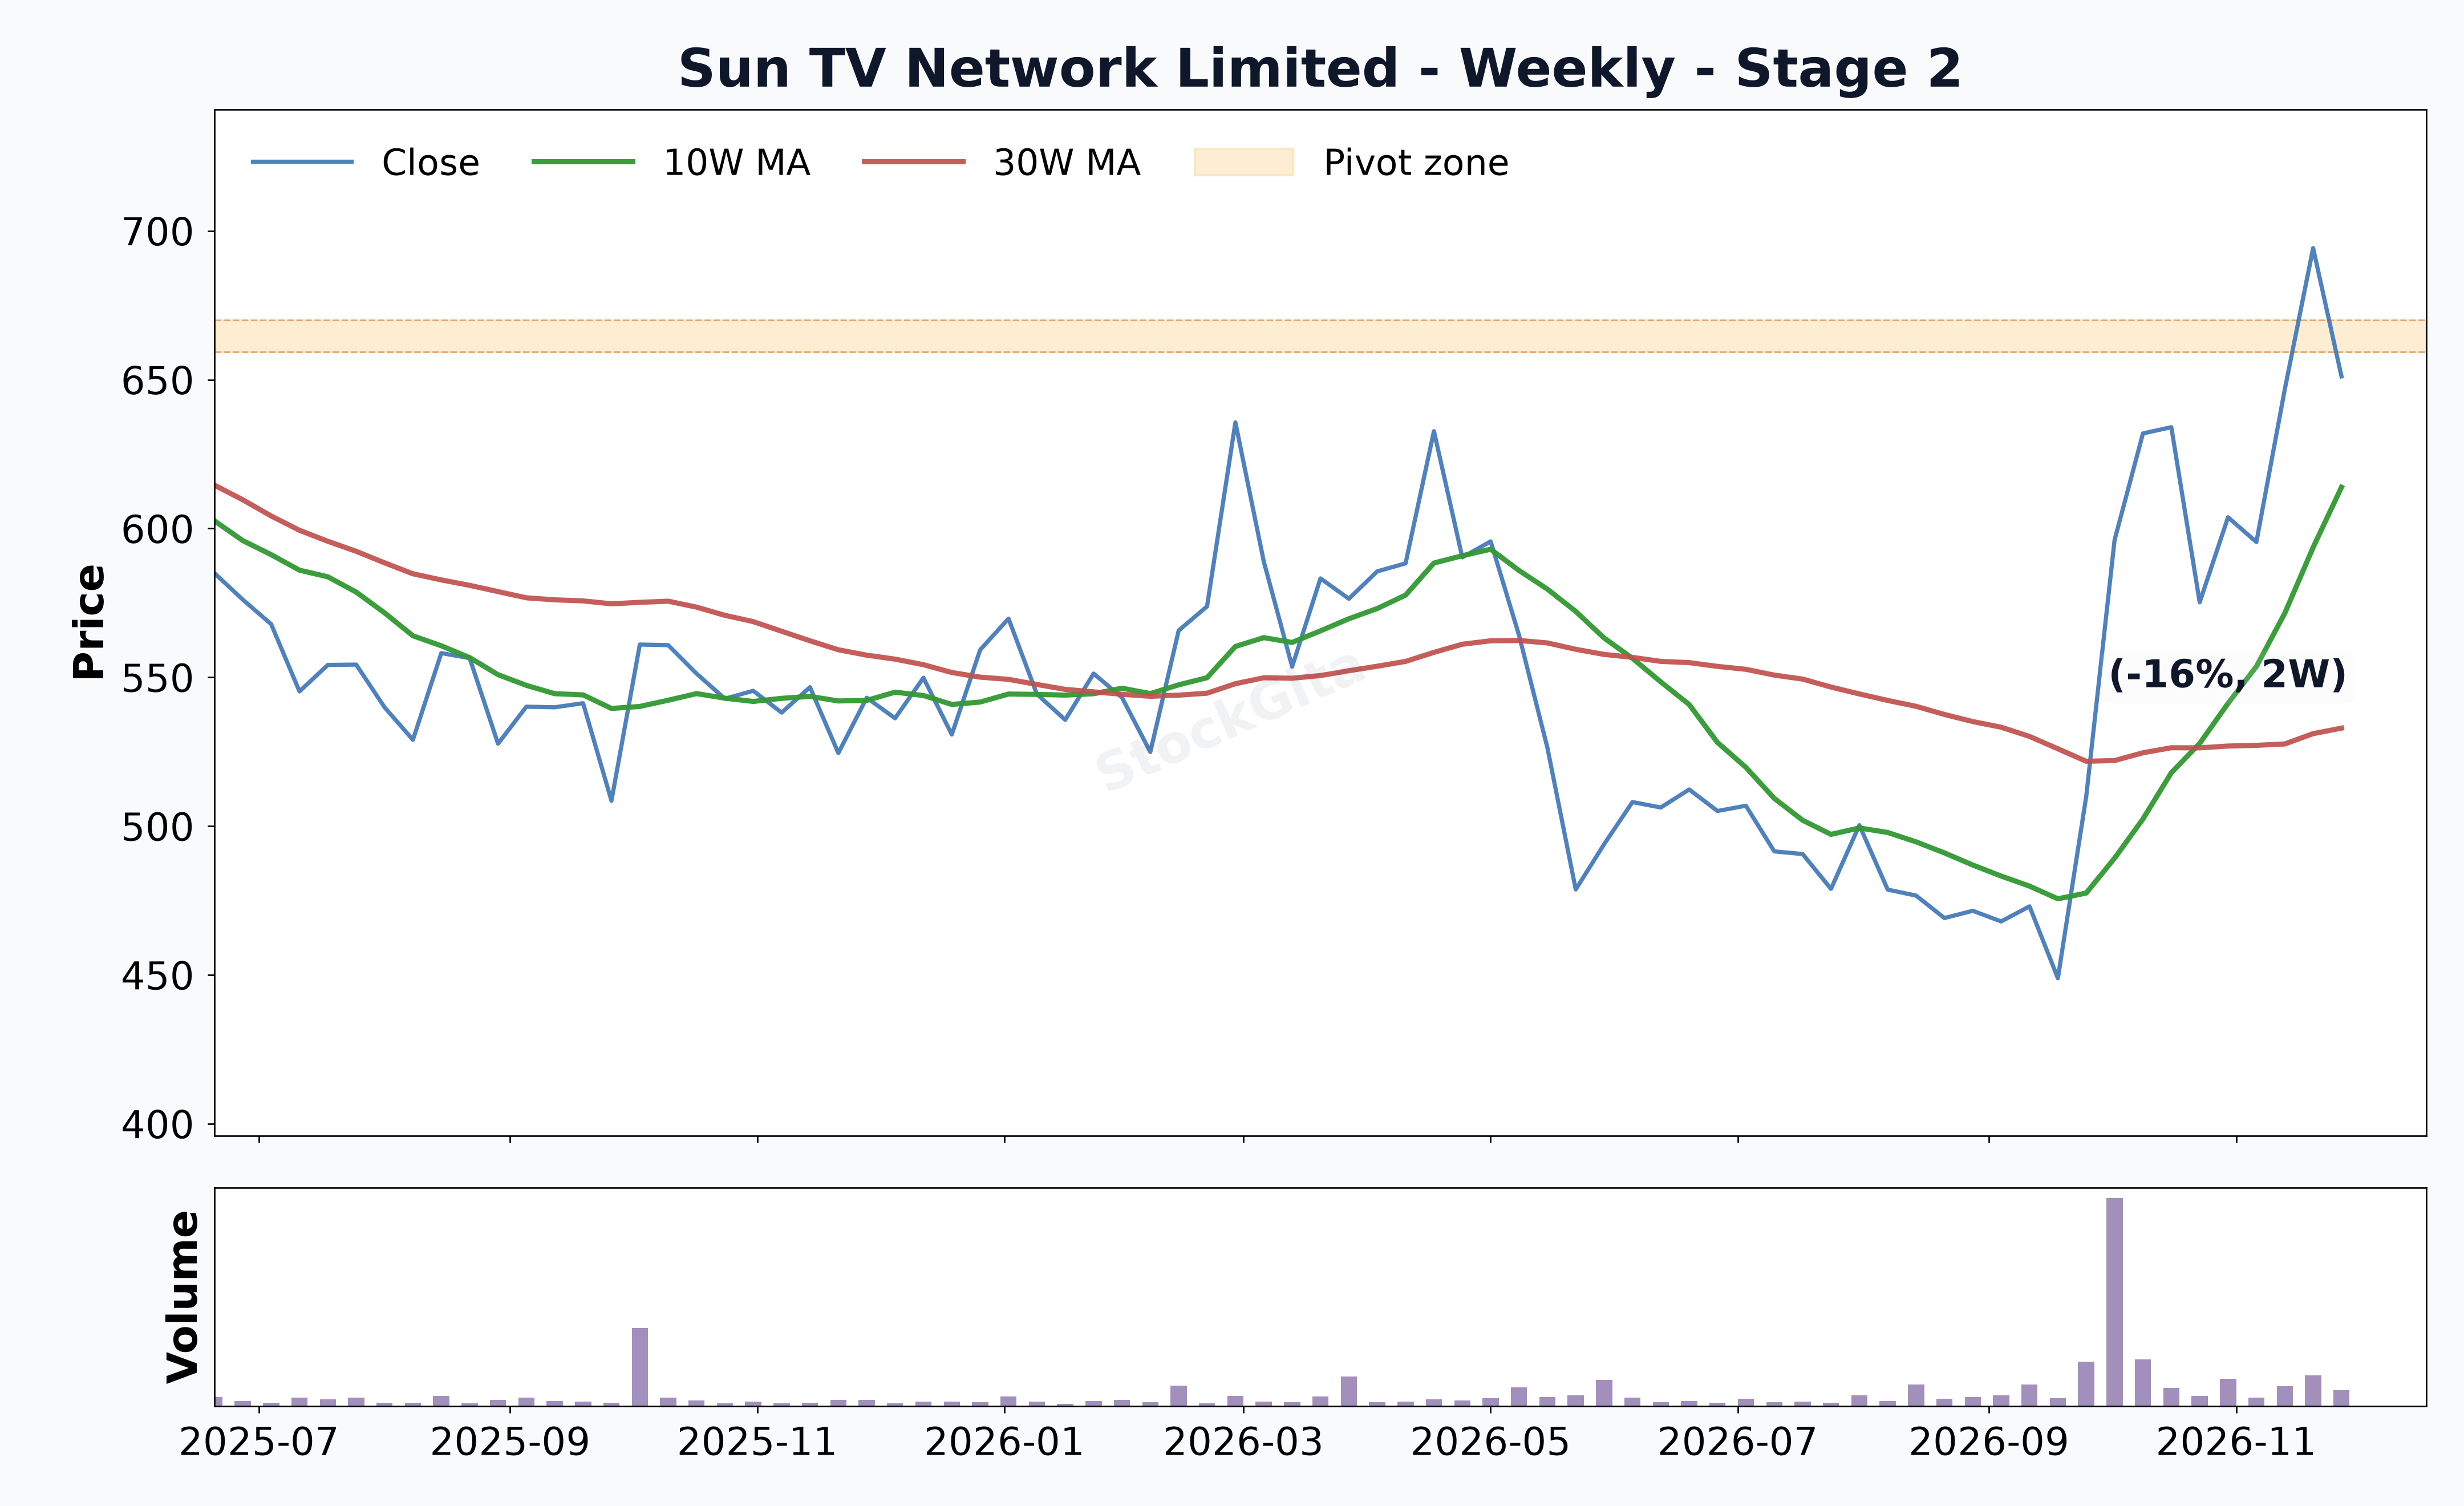 Sun TV Network Limited - Weekly - Stage 2
Close 10W MA 30W MA Pivot zone
Price
700
650
600
550
500
450
400
(-16%, 2W)
StockGita
Volume
2025-07 2025-09 2025-11 2026-01 2026-03 2026-05 2026-07 2026-09 2026-11